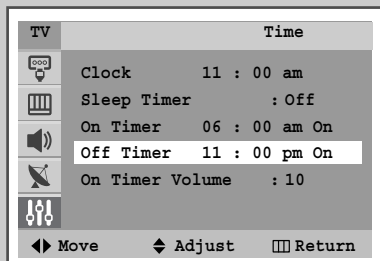 TV Time
Clock 11 : 00 am
Sleep Timer : Off
On Timer 06 : 00 am On
Off Timer 11 : 00 pm On
On Timer Volume : 10
Move Adjust Return